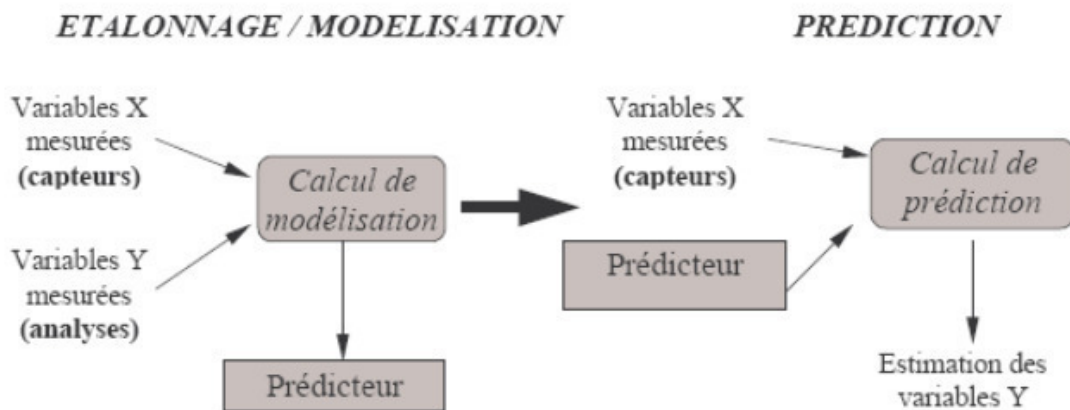 ETALONNAGE / MODELISATION
Variables X
mesurées
(capteurs)
Calcul de
modélisation
Variables Y
mesurées
(analyses)
Prédicteur
PREDICTION
Variables X
mesurées
(capteurs)
Calcul de
prédiction
Prédicteur
Estimation des
variables Y